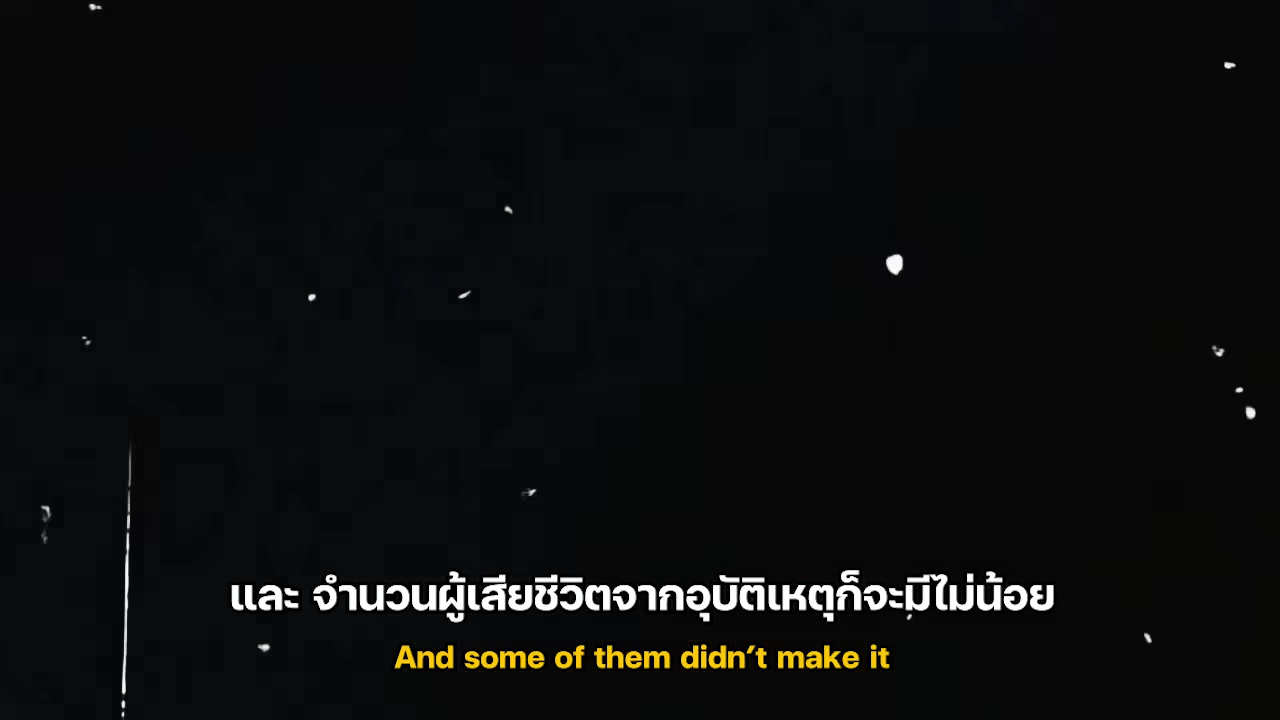 และ จำนวนผู้เสียชีวิตจากอุบัติเหตุก็จะมีไม่น้อย
And some of them didn’t make it